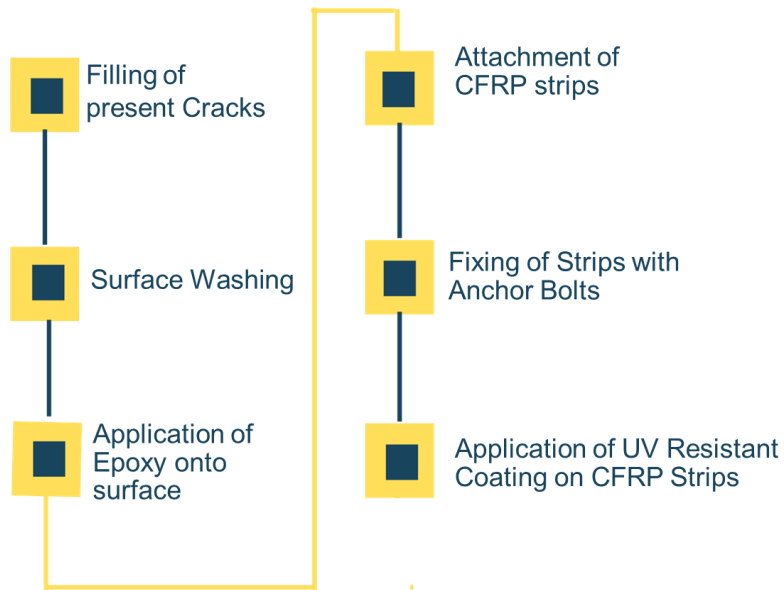 Filling of
present Cracks
Surface Washing
Application of
Epoxy onto
surface
Attachment of
CFRP strips
Fixing of Strips with
Anchor Bolts
Application of UV Resistant
Coating on CFRP Strips